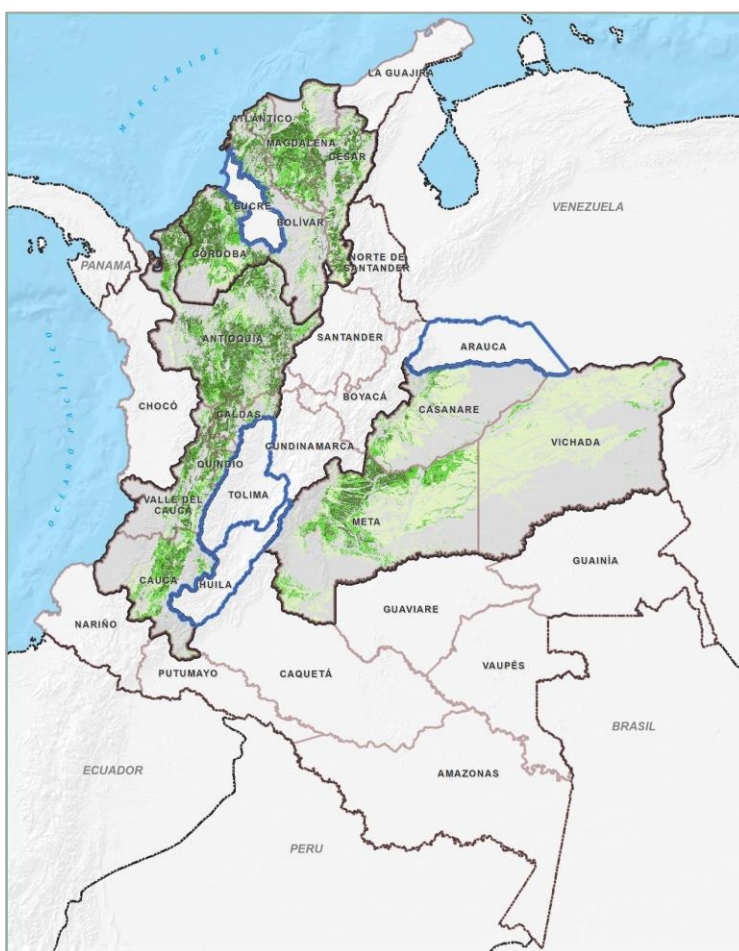 LA GUAJIRA
MAR CARIBE
ATLÁNTICO
MAGDALENA
CESAR
SUCRE
BOLÍVAR
VENEZUELA
CÓRDOBA
NORTE DE
SANTANDER
PANAMA
ANTIOQUIA
SANTANDER
ARAUCA
BOYACÁ
CASANARE
CHOCÓ
CALDAS
VICHADA
CUNDINAMARCA
OCÉANO PACÍFICO
QUINDIO
TOLIMA
VALLE DEL
CAUCA
META
GUAINÍA
CAUCA
HUILA
NARIÑO
GUAVIARE
PUTUMAYO
CAQUETÁ
VAUPÉS
BRASIL
ECUADOR
AMAZONAS
PERU